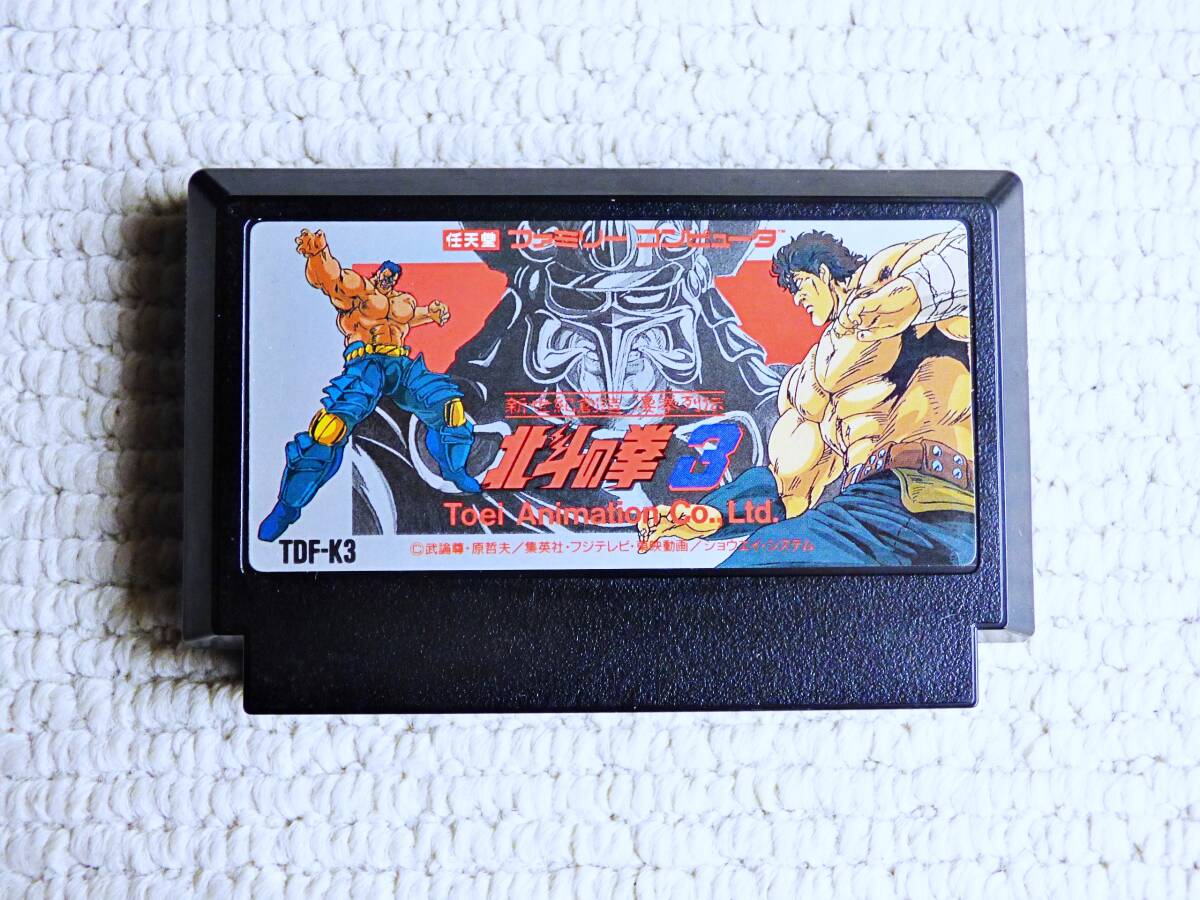 任天堂 ファミリーコンピュータ™
新世紀創造 凄拳列伝
北斗の拳3
Toei Animation Co., Ltd.
TDF-K3
©武論尊・原哲夫/集英社・フジテレビ・東映動画/ショウエイ・システム